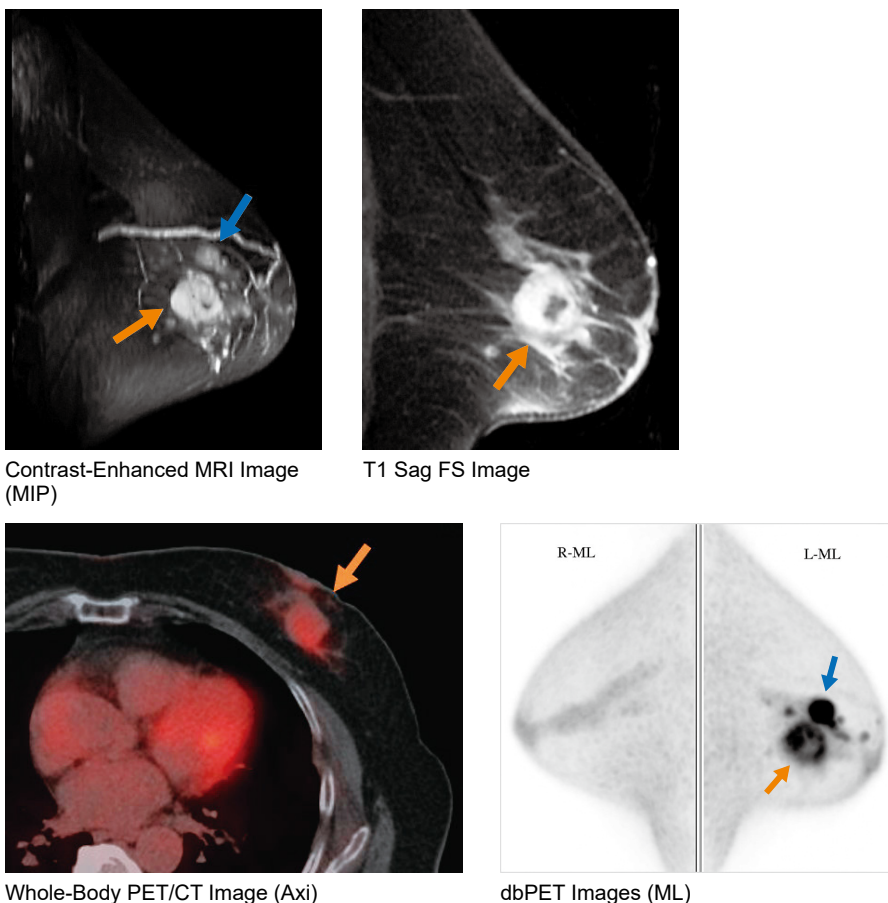 Contrast-Enhanced MRI Image
(MIP)
T1 Sag FS Image
R-ML
L-ML
Whole-Body PET/CT Image (Axi)
dbPET Images (ML)